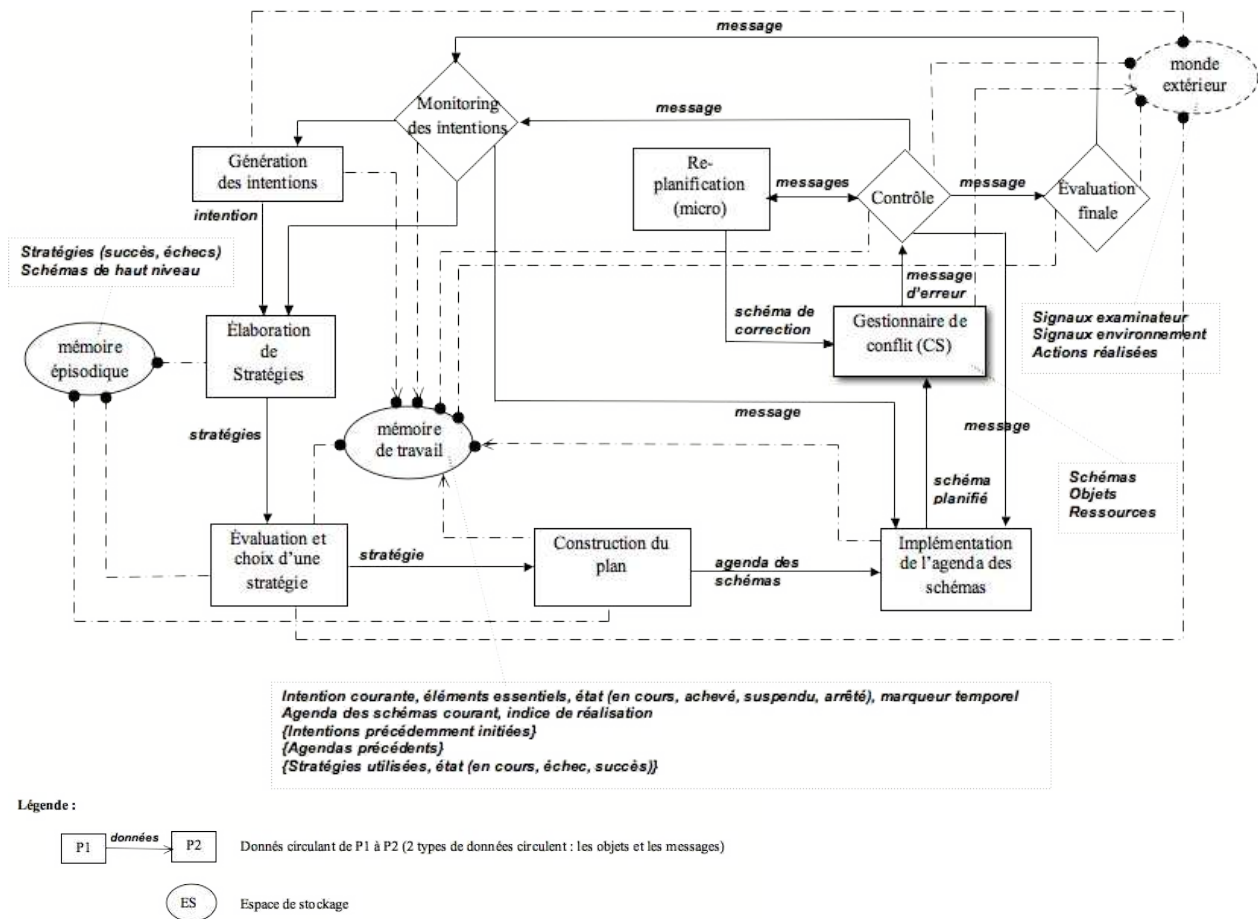 message
monde
extérieur
Monitoring
des intentions
message
Génération
des intentions
Re-
planification
(micro)
messages
Contrôle
message
Évaluation
finale
intention
Stratégies (succès, échecs)
Schémas de haut niveau
message
d'erreur
schéma de
correction
Gestionnaire de
conflit (CS)
Signaux examinateur
Signaux environnement
Actions réalisées
mémoire
épisodique
Élaboration
de
Stratégies
message
mémoire
de travail
stratégies
message
schéma
planifié
Schémas
Objets
Ressources
Évaluation et
choix d'une
stratégie
stratégie
Construction du
plan
agenda des
schémas
Implémentation
de l'agenda des
schémas
Intention courante, éléments essentiels, état (en cours, achevé, suspendu, arrêté), marqueur temporel
Agenda des schémas courant, indice de réalisation
{Intentions précédemment initiées}
{Agendas précédents}
{Stratégies utilisées, état (en cours, échec, succès)}
Légende :
P1
données
P2
Donnés circulant de P1 à P2 (2 types de données circulent : les objets et les messages)
ES
Espace de stockage